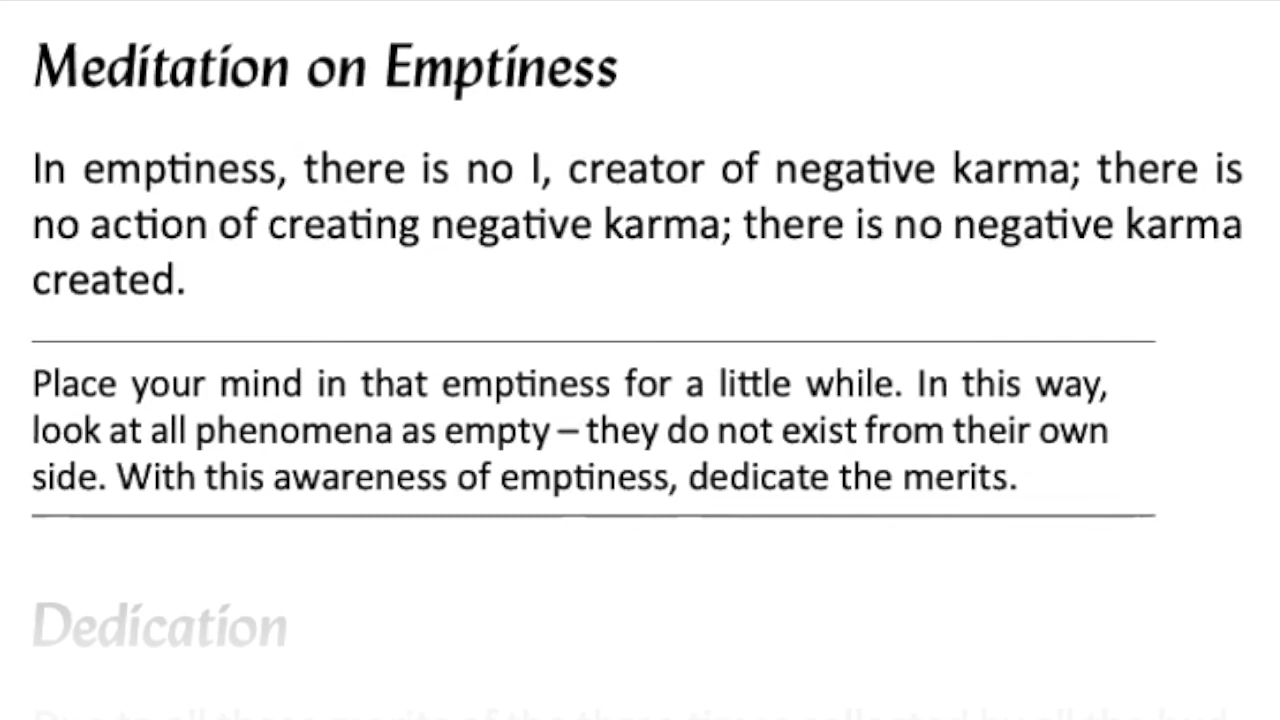 Meditation on Emptiness
In emptiness, there is no I, creator of negative karma; there is
no action of creating negative karma; there is no negative karma
created.
Place your mind in that emptiness for a little while. In this way,
look at all phenomena as empty – they do not exist from their own
side. With this awareness of emptiness, dedicate the merits.
Dedication